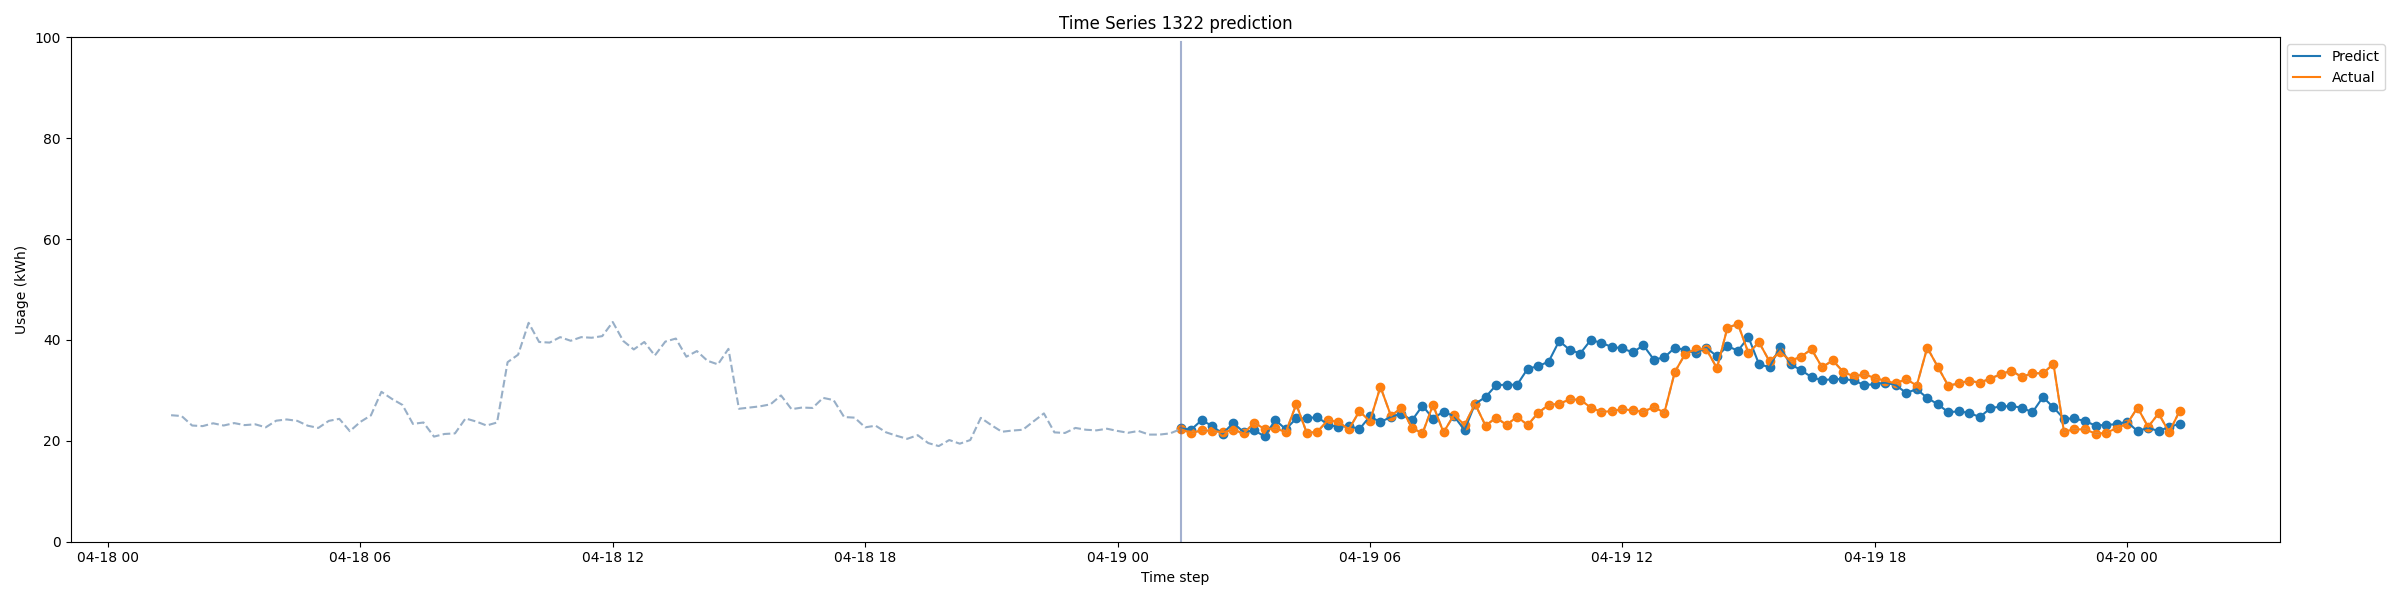 Time Series 1322 prediction
Predict
Actual
100
80
60
40
20
0
Usage (kWh)
04-18 00 04-18 06 04-18 12 04-18 18 04-19 00 04-19 06 04-19 12 04-19 18 04-20 00
Time step